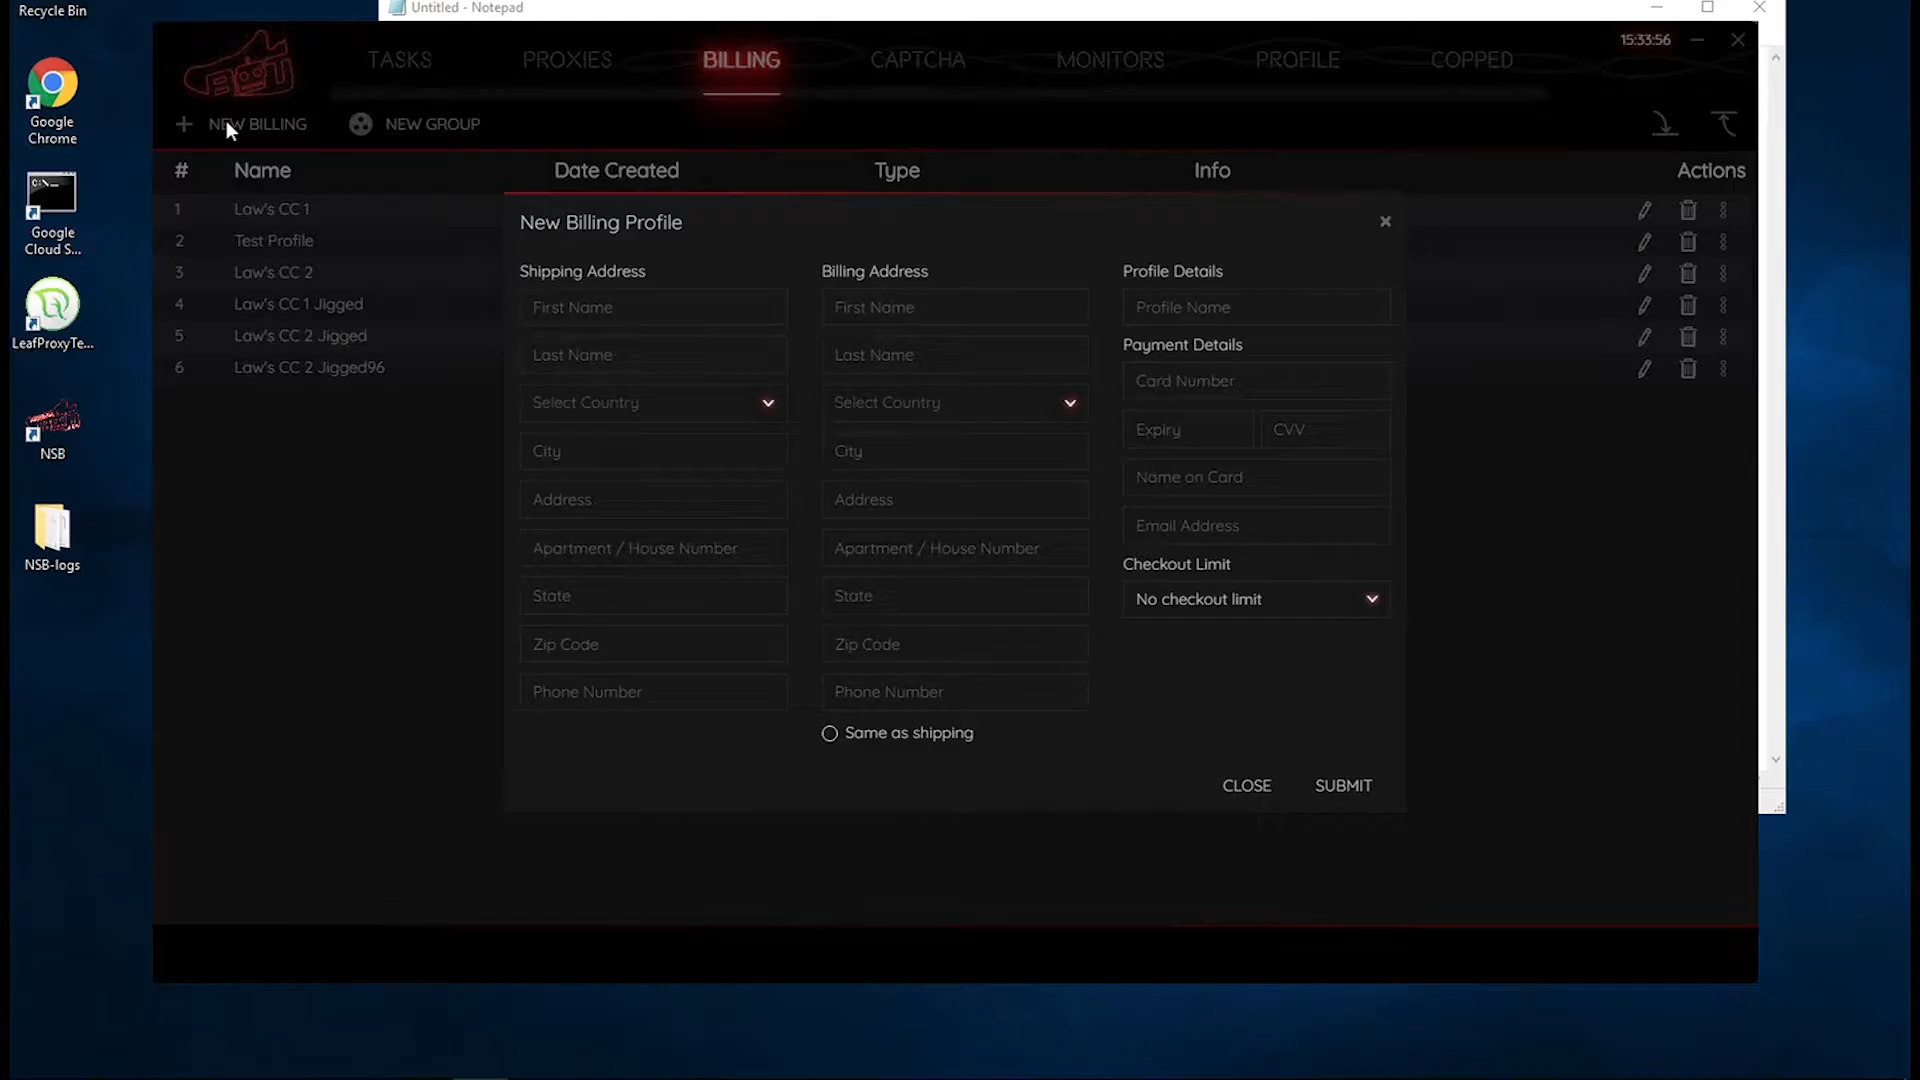 Recycle Bin
Untitled - Notepad
15:33:56
TASKS PROXIES BILLING CAPTCHA MONITORS PROFILE COPPED
BOT
NEW BILLING NEW GROUP
# Name Date Created Type Info Actions
1 Law's CC 1
2 Test Profile
3 Law's CC 2
4 Law's CC 1 Jigged
5 Law's CC 2 Jigged
6 Law's CC 2 Jigged96
New Billing Profile
Shipping Address
First Name
Last Name
Select Country
City
Address
Apartment / House Number
State
Zip Code
Phone Number
Billing Address
First Name
Last Name
Select Country
City
Address
Apartment / House Number
State
Zip Code
Phone Number
Same as shipping
Profile Details
Profile Name
Payment Details
Card Number
Expiry CVV
Name on Card
Email Address
Checkout Limit
No checkout limit
CLOSE SUBMIT
Google
Chrome
C:\
Google
Cloud S...
LeafProxyTe...
NSB
NSB-logs